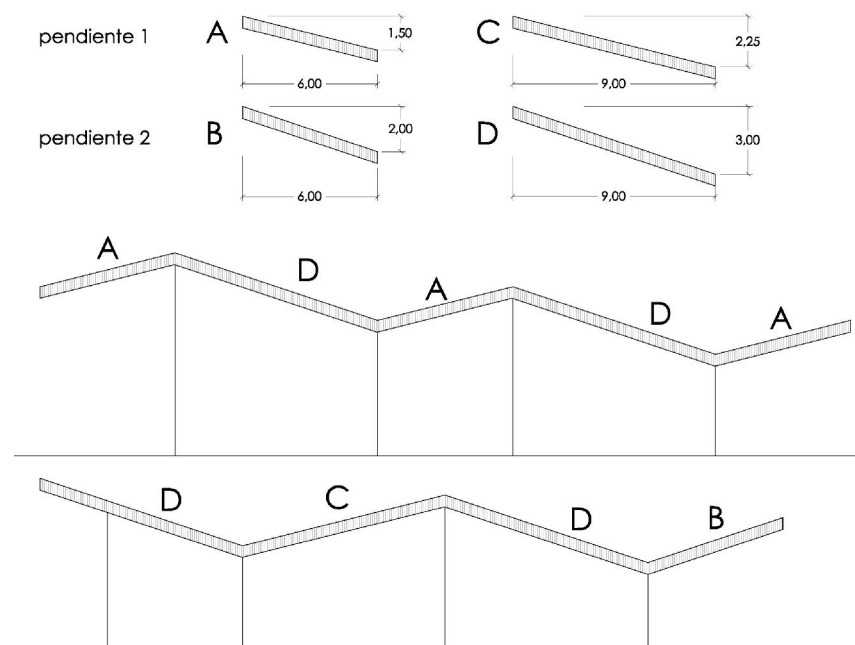 pendiente 1 A 1,50 C 2,25
6,00 9,00
pendiente 2 B 2,00 D 3,00
6,00 9,00
A D A D A
D C D B